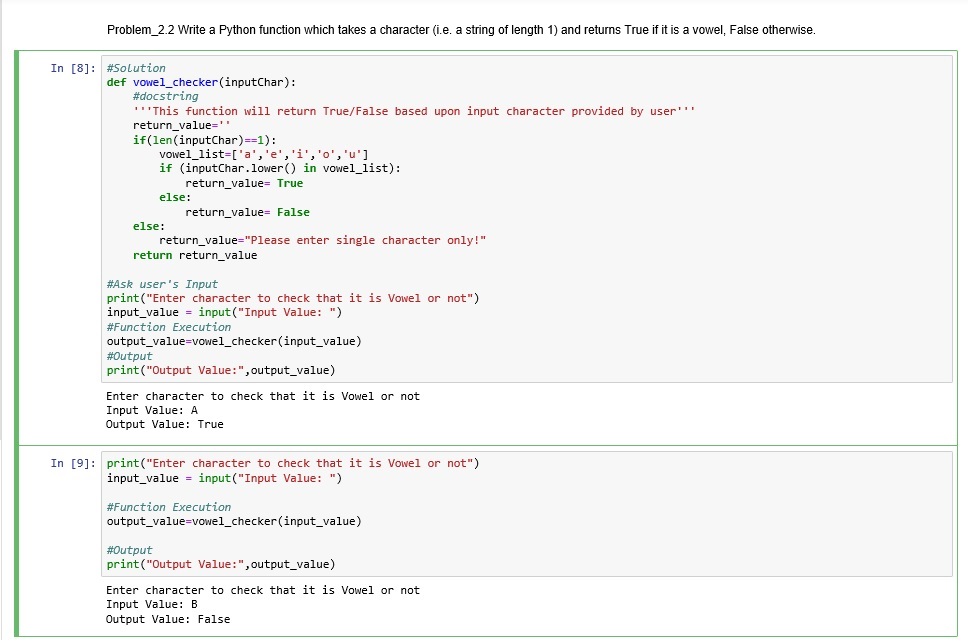 Problem_2.2 Write a Python function which takes a character (i.e. a string of length 1) and returns True if it is a vowel, False otherwise.
In [8]: #Solution
def vowel_checker(inputChar):
    #docstring
    '''This function will return True/False based upon input character provided by user'''
    return_value=''
    if(len(inputChar)==1):
        vowel_list=['a','e','i','o','u']
        if (inputChar.lower() in vowel_list):
            return_value= True
        else:
            return_value= False
    else:
        return_value="Please enter single character only!"
    return return_value
#Ask user's Input
print("Enter character to check that it is Vowel or not")
input_value = input("Input Value: ")
#Function Execution
output_value=vowel_checker(input_value)
#Output
print("Output Value:",output_value)
Enter character to check that it is Vowel or not
Input Value: A
Output Value: True
In [9]: print("Enter character to check that it is Vowel or not")
input_value = input("Input Value: ")
#Function Execution
output_value=vowel_checker(input_value)
#Output
print("Output Value:",output_value)
Enter character to check that it is Vowel or not
Input Value: B
Output Value: False